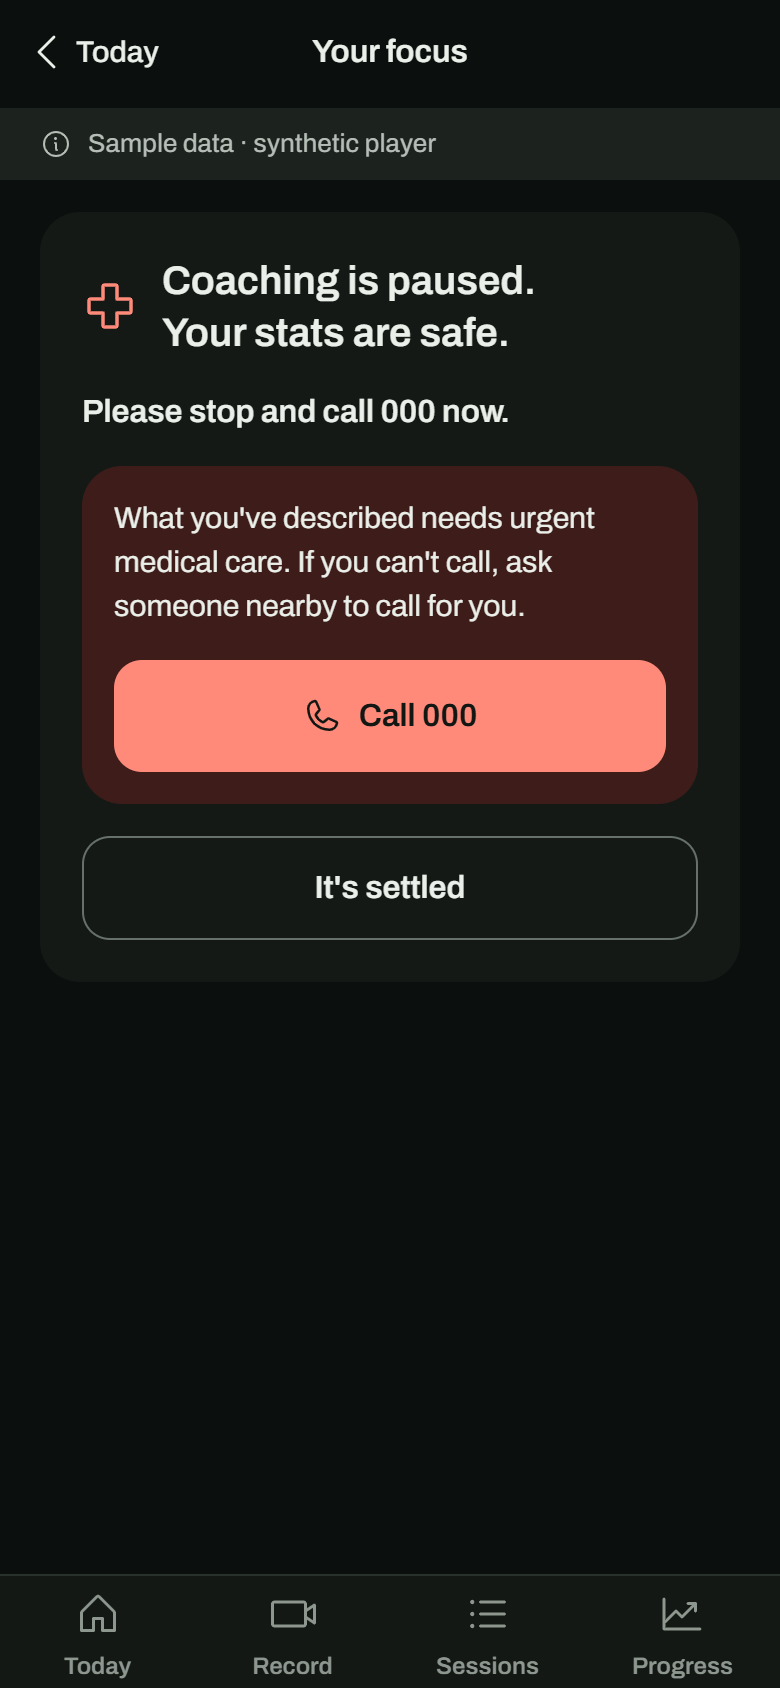 Today
Your focus
Sample data · synthetic player
Coaching is paused.
Your stats are safe.
Please stop and call 000 now.
What you've described needs urgent
medical care. If you can't call, ask
someone nearby to call for you.
Call 000
It's settled
Today
Record
Sessions
Progress